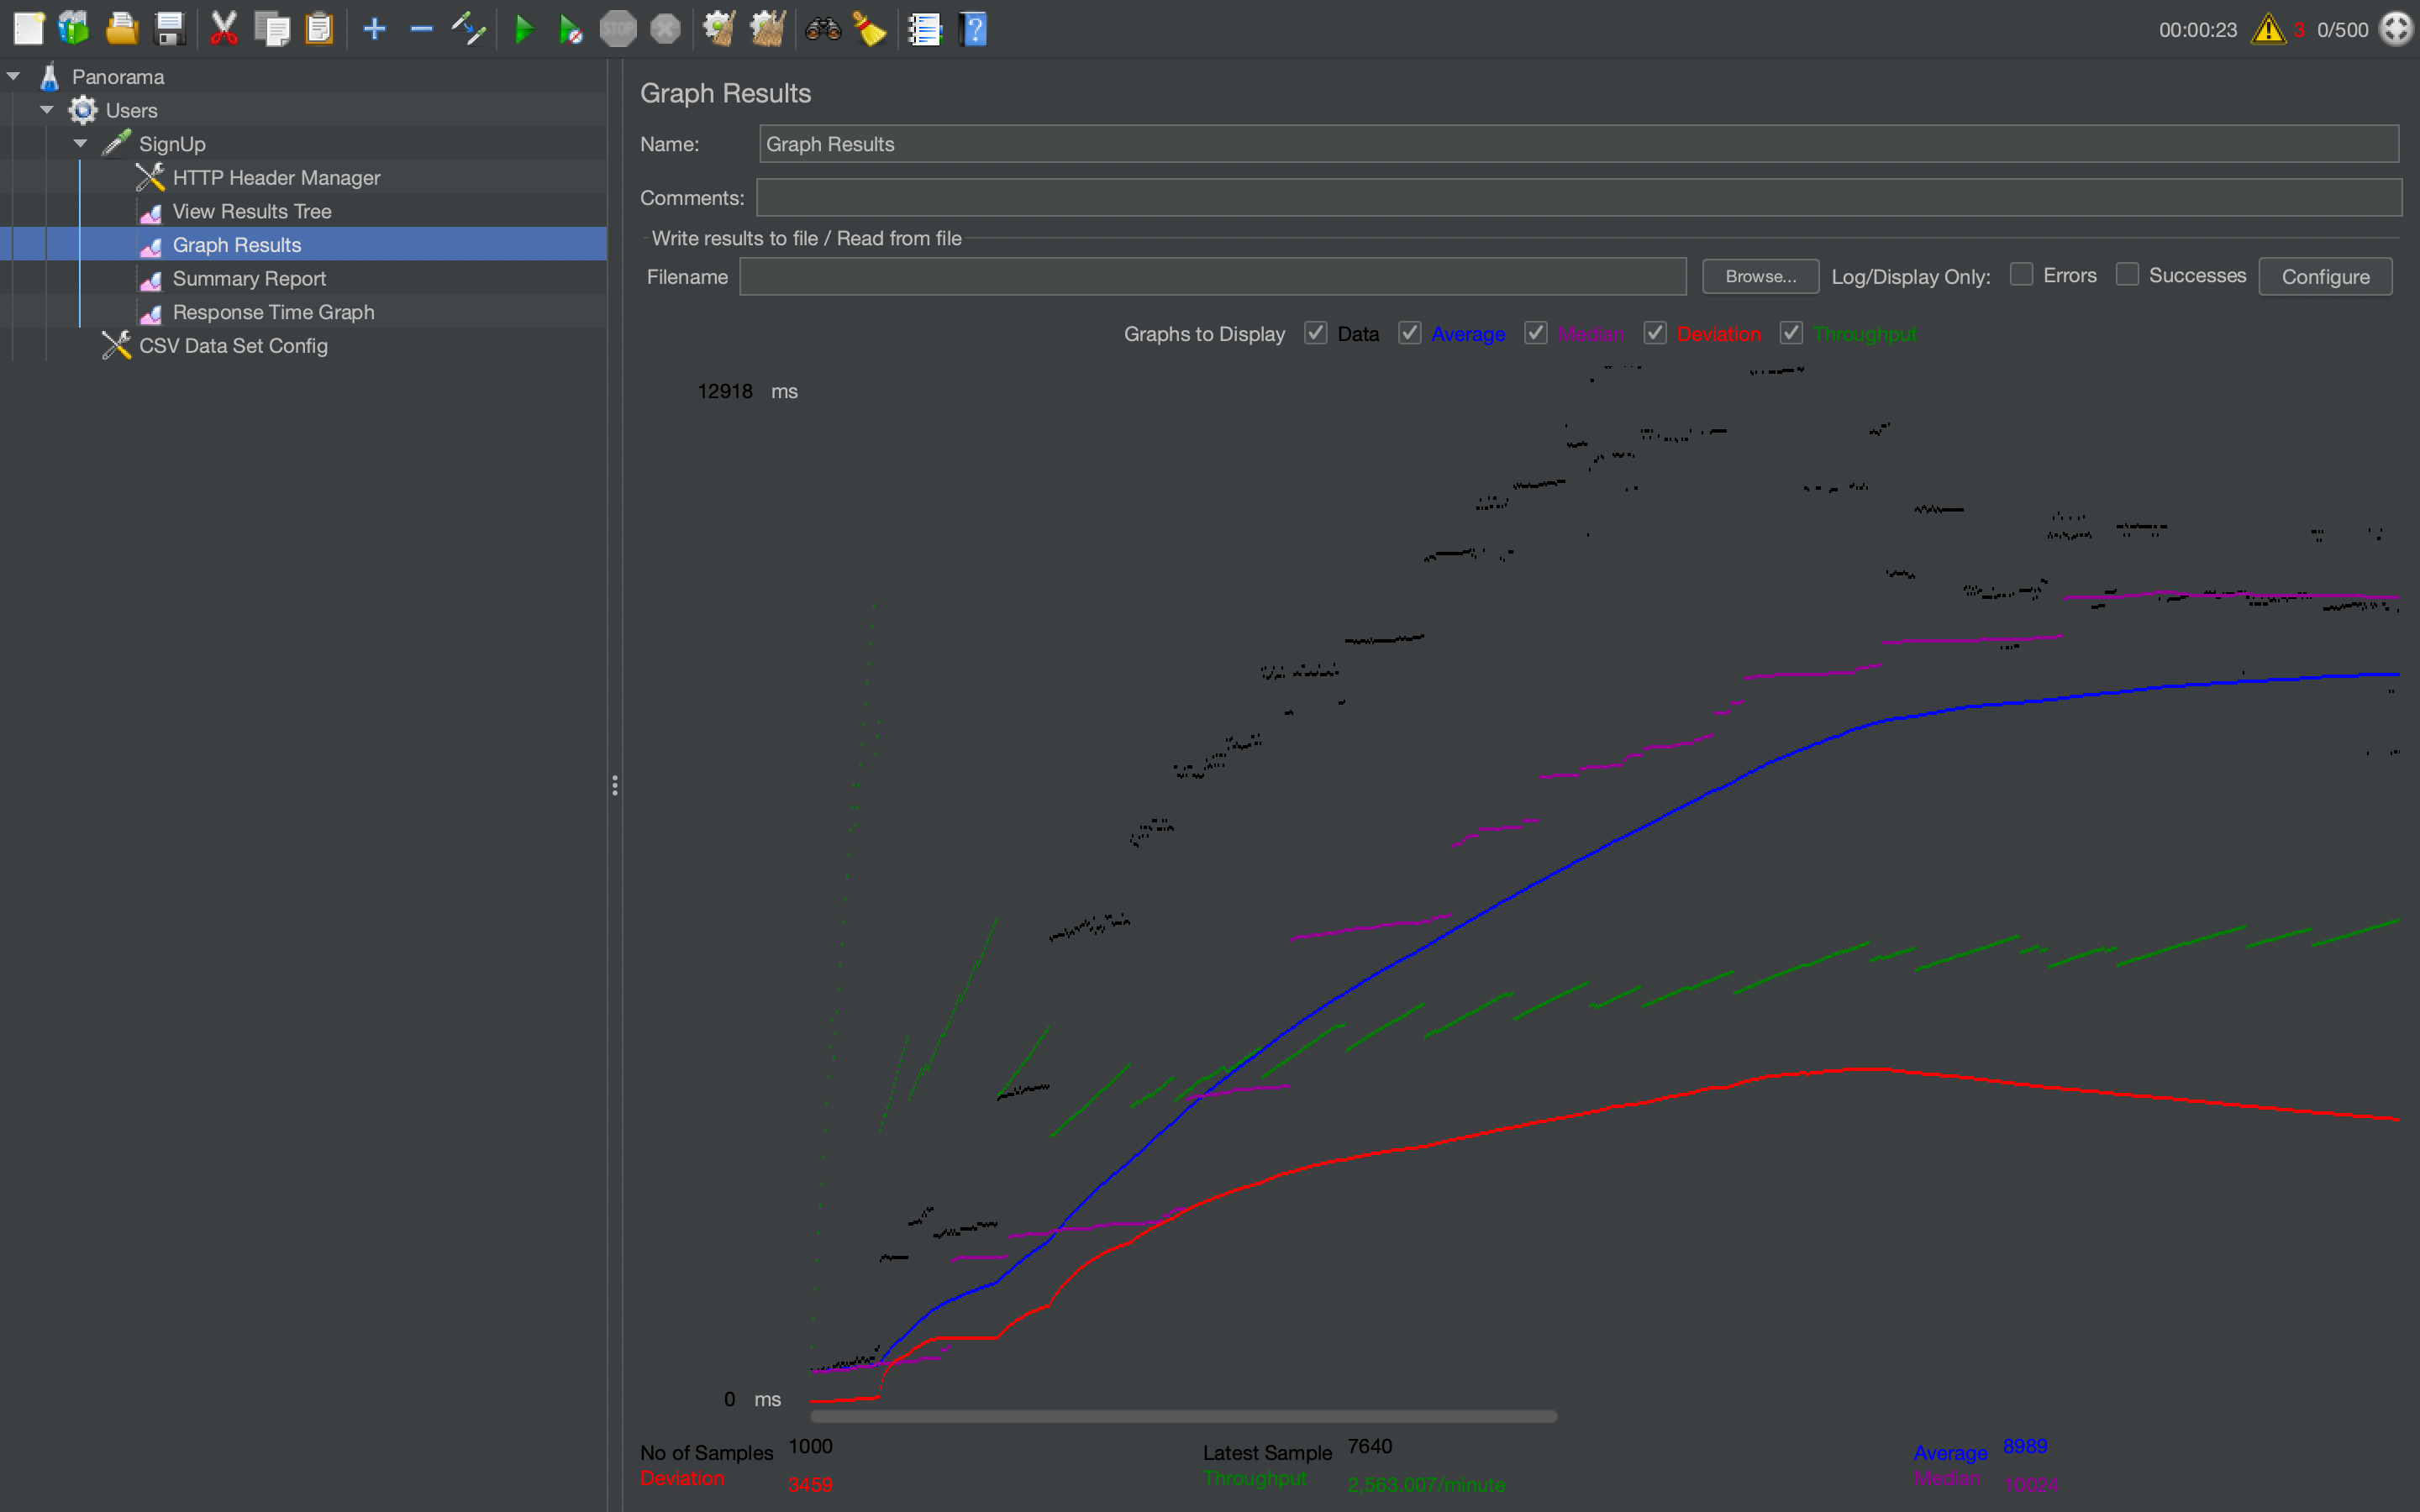 STOP
00:00:23 3 0/500
Panorama
Users
SignUp
HTTP Header Manager
View Results Tree
Graph Results
Summary Report
Response Time Graph
CSV Data Set Config
Graph Results
Name: Graph Results
Comments:
Write results to file / Read from file
Filename Browse... Log/Display Only: Errors Successes Configure
Graphs to Display Data Average Median Deviation Throughput
12918 ms
0 ms
No of Samples 1000 Latest Sample 7640 Average 8989
Deviation 3459 Throughput 2,563.007/minute Median 10024